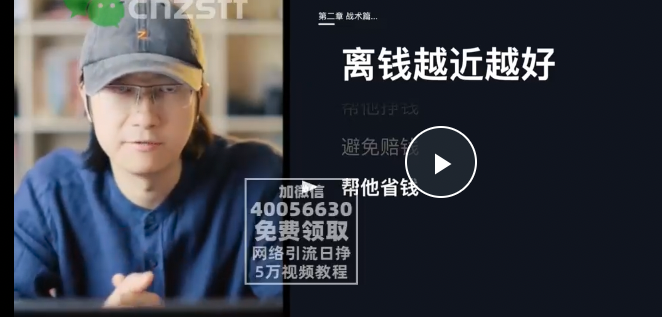 cnzstt
第二章 战术篇...
离钱越近越好
帮他挣钱
避免赔钱
帮他省钱
加微信
40056630
免费领取
网络引流日挣
5万视频教程